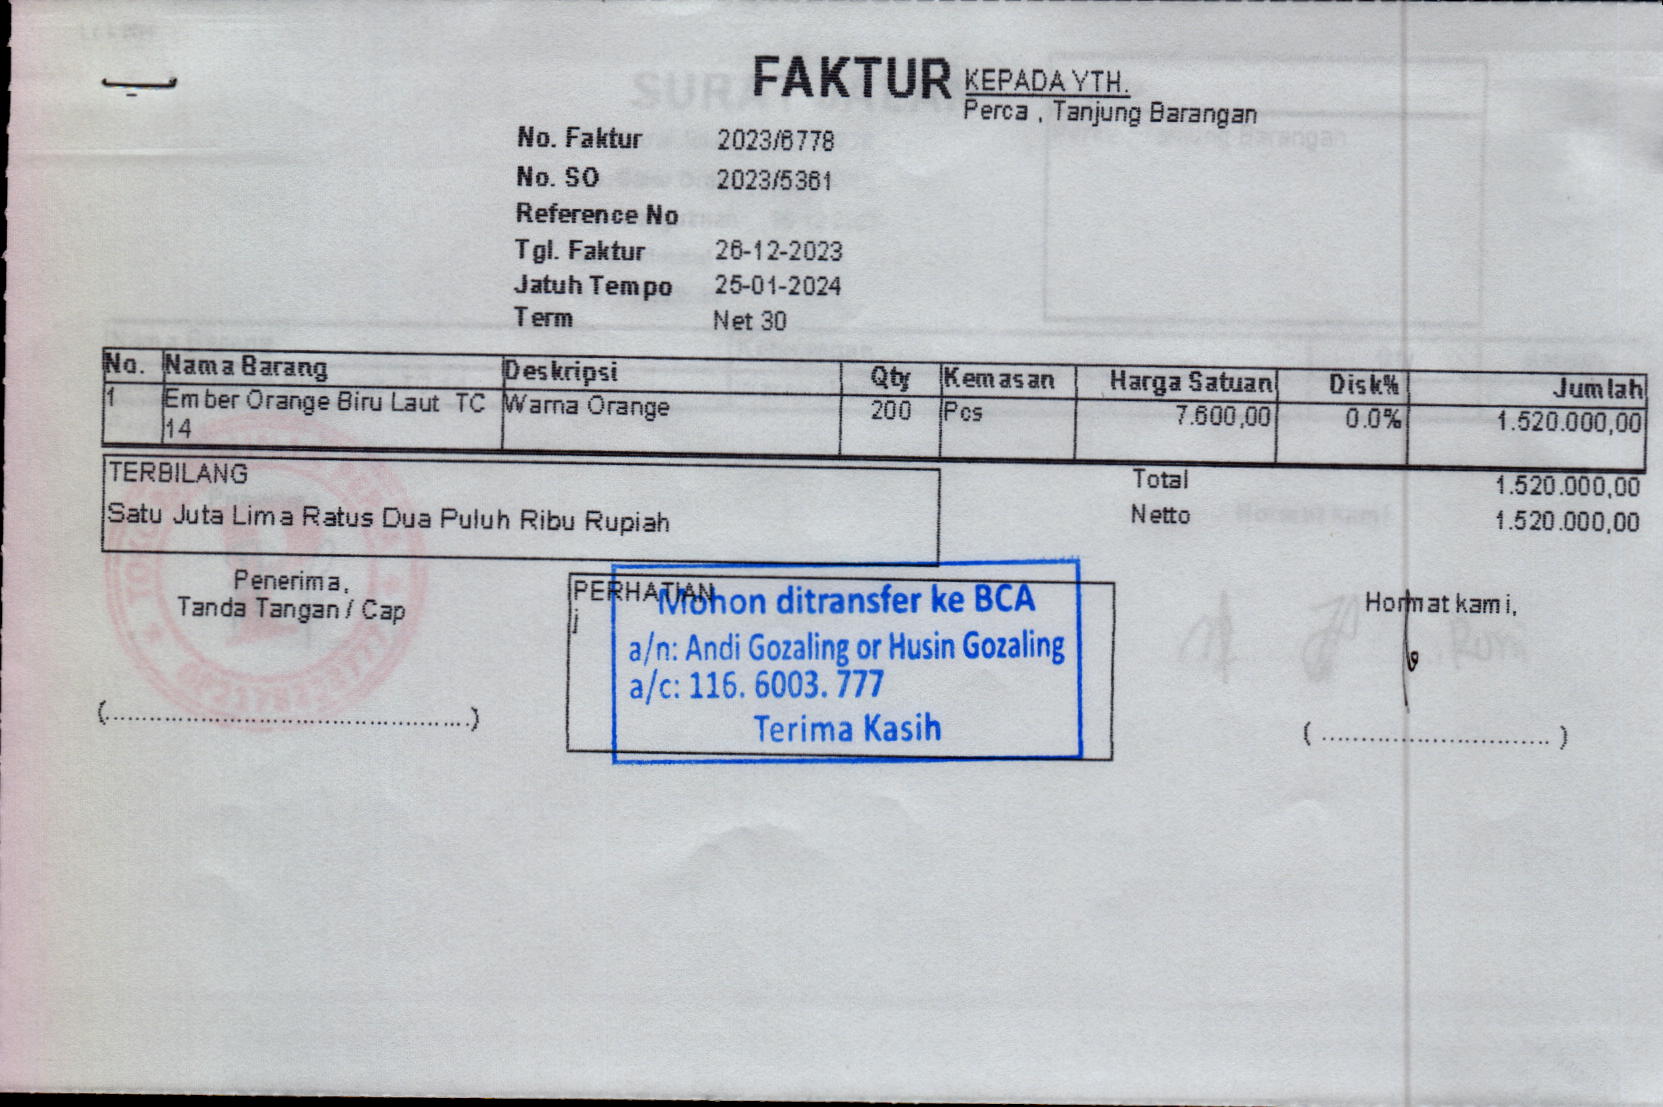 FAKTUR
KEPADA YTH.
Perca , Tanjung Barangan
No. Faktur 2023/6778
No. SO 2023/5361
Reference No
Tgl. Faktur 26-12-2023
Jatuh Tempo 25-01-2024
Term Net 30
No. Nama Barang Deskripsi Qty Kemasan Harga Satuan Disk% Jumlah
1 Ember Orange Biru Laut TC Warna Orange 200 Pcs 7.600,00 0.0% 1.520.000,00
14
TERBILANG
Satu Juta Lima Ratus Dua Puluh Ribu Rupiah
Total 1.520.000,00
Netto 1.520.000,00
Penerima,
Tanda Tangan / Cap
(............................................)
PERHATIAN
Mohon ditransfer ke BCA
a/n: Andi Gozaling or Husin Gozaling
a/c: 116. 6003. 777
Terima Kasih
Hormat kami,
( ............................ )